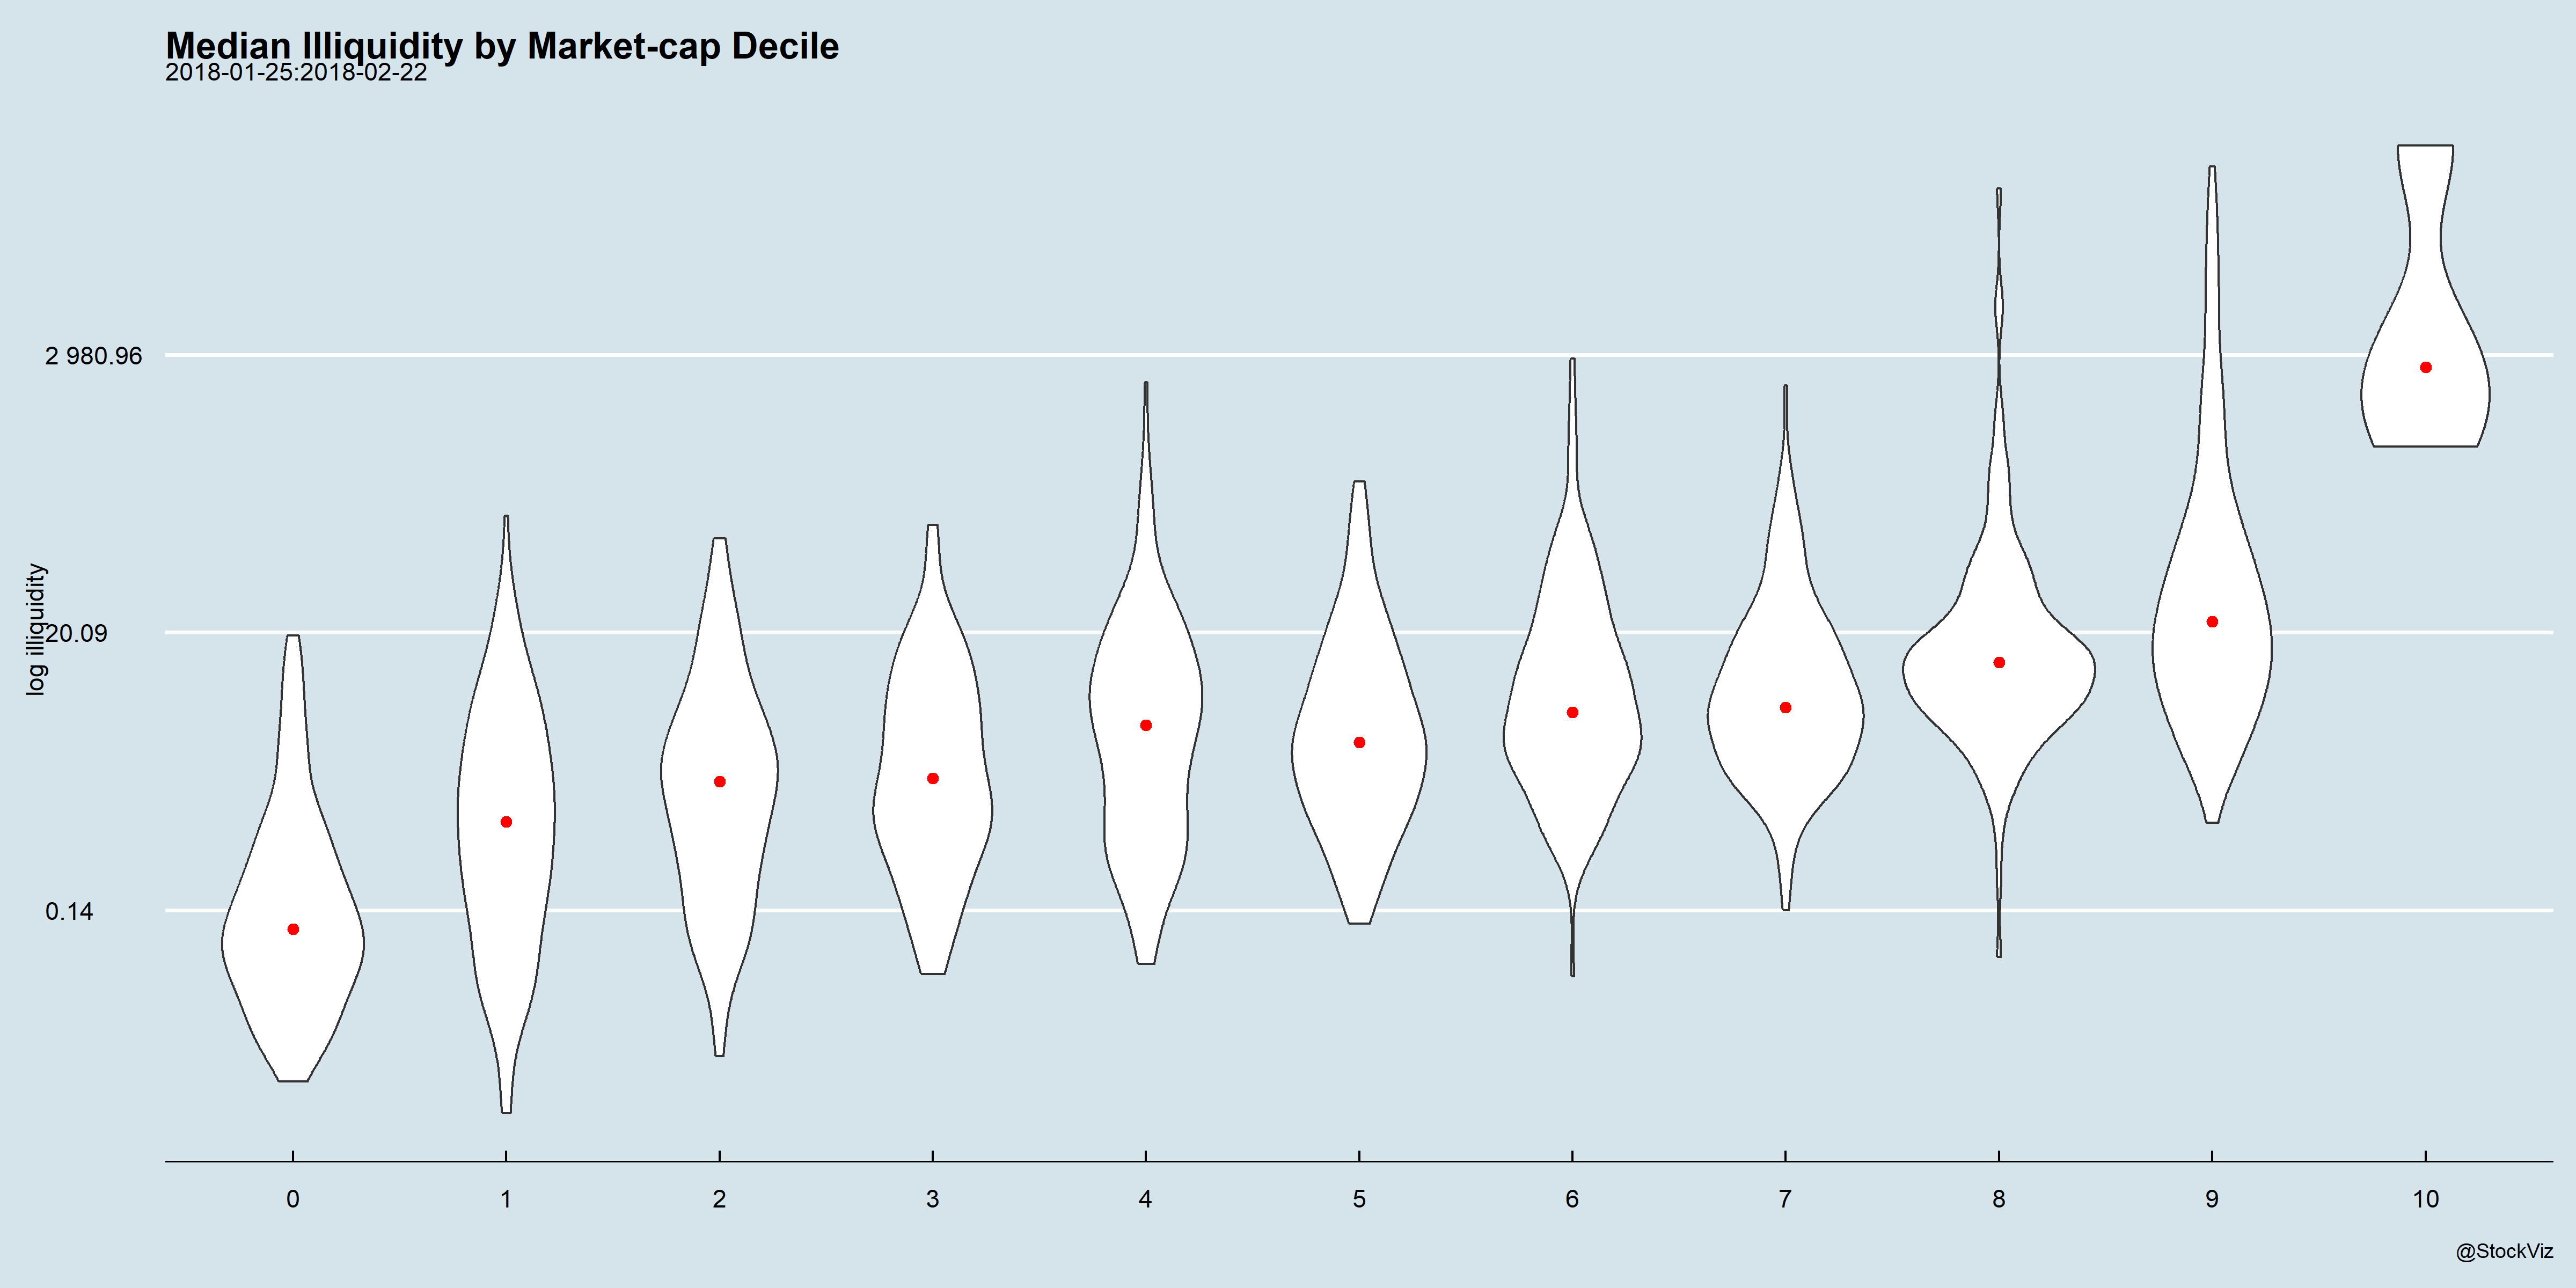 Median Illiquidity by Market-cap Decile
2018-01-25:2018-02-22
log illiquidity
2 980.96
20.09
0.14
0 1 2 3 4 5 6 7 8 9 10
@StockViz